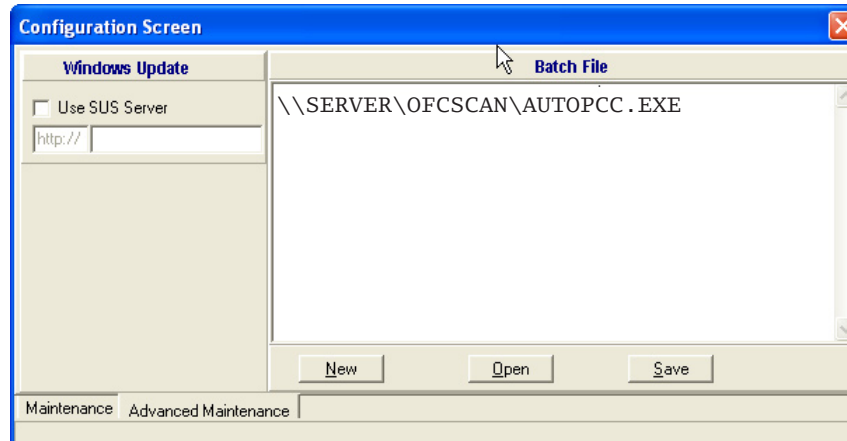 Configuration Screen
Windows Update
Use SUS Server
http://
Batch File
\\SERVER\OFCSCAN\AUTOPCC.EXE
New
Open
Save
Maintenance
Advanced Maintenance